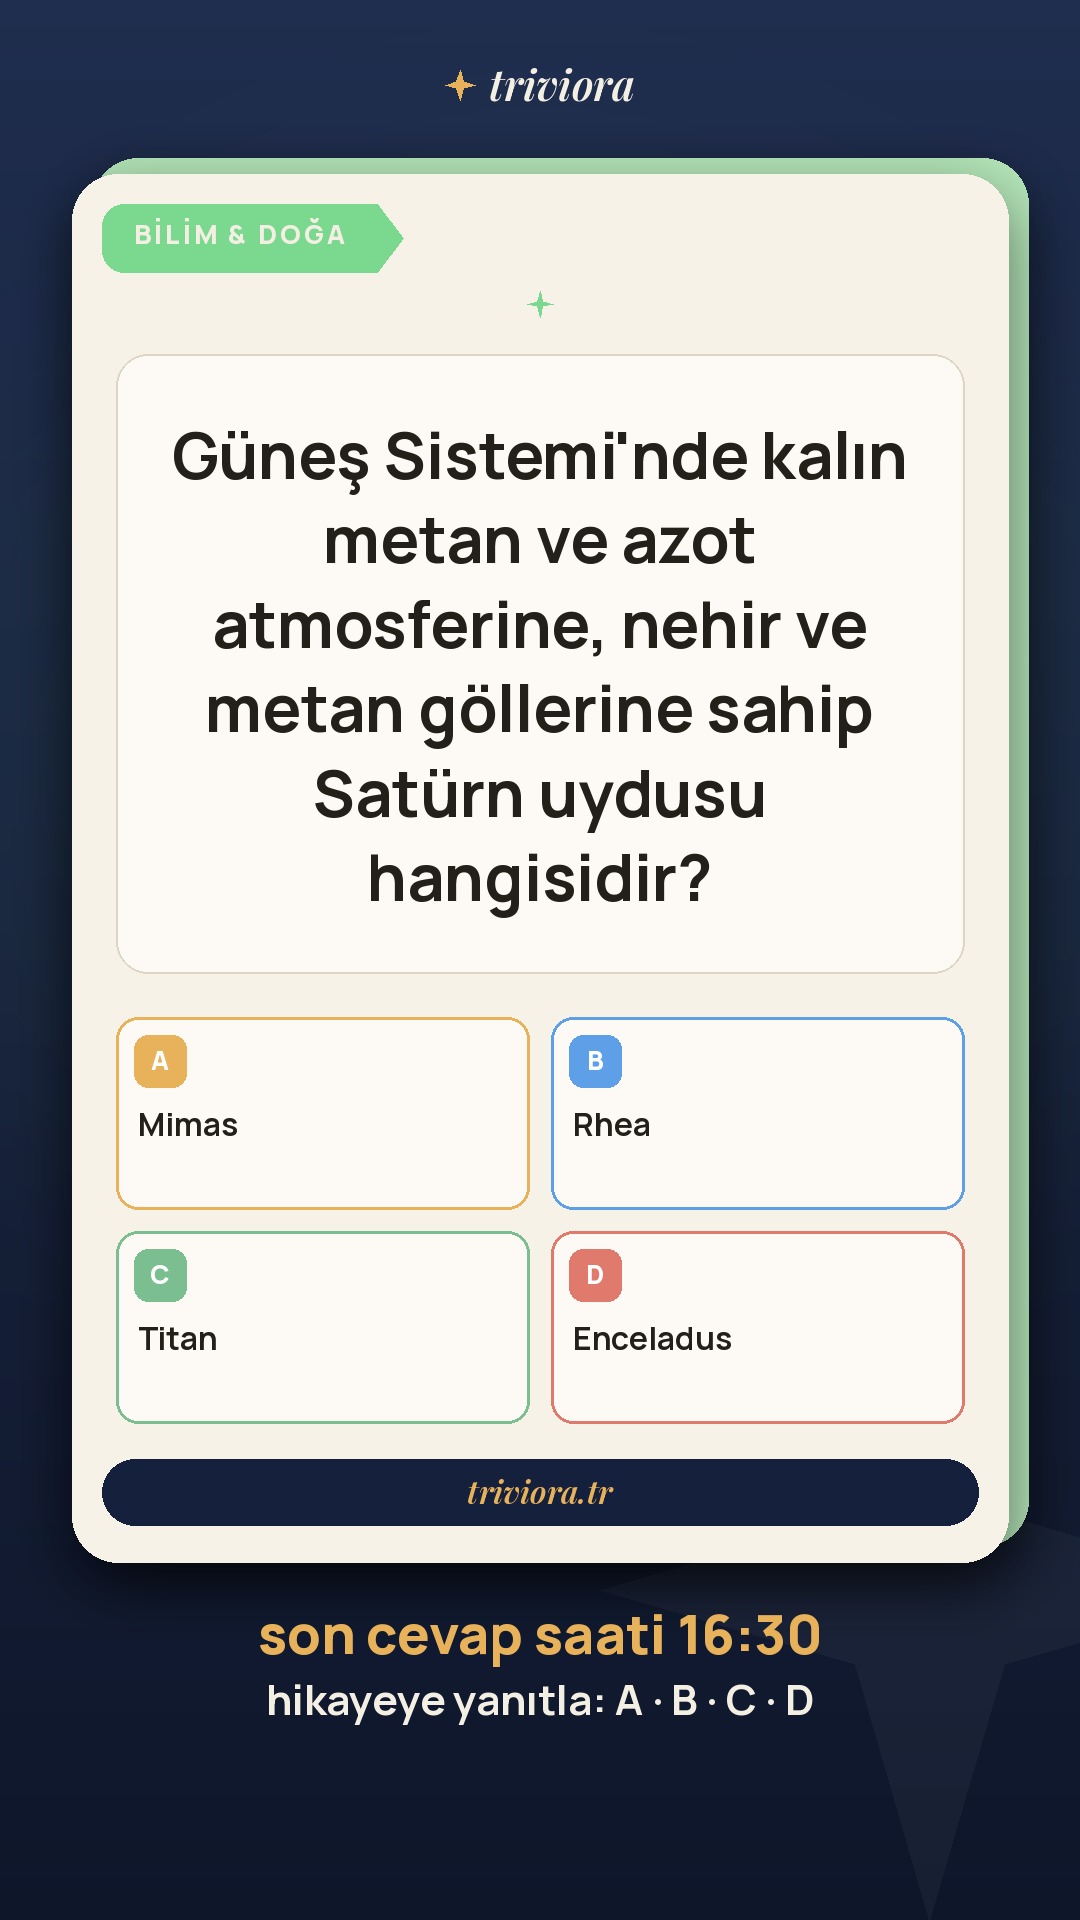 triviora
BİLİM & DOĞA
Güneş Sistemi'nde kalın
metan ve azot
atmosferine, nehir ve
metan göllerine sahip
Satürn uydusu
hangisidir?
A
Mimas
B
Rhea
C
Titan
D
Enceladus
triviora.tr
son cevap saati 16:30
hikayeye yanıtla: A · B · C · D